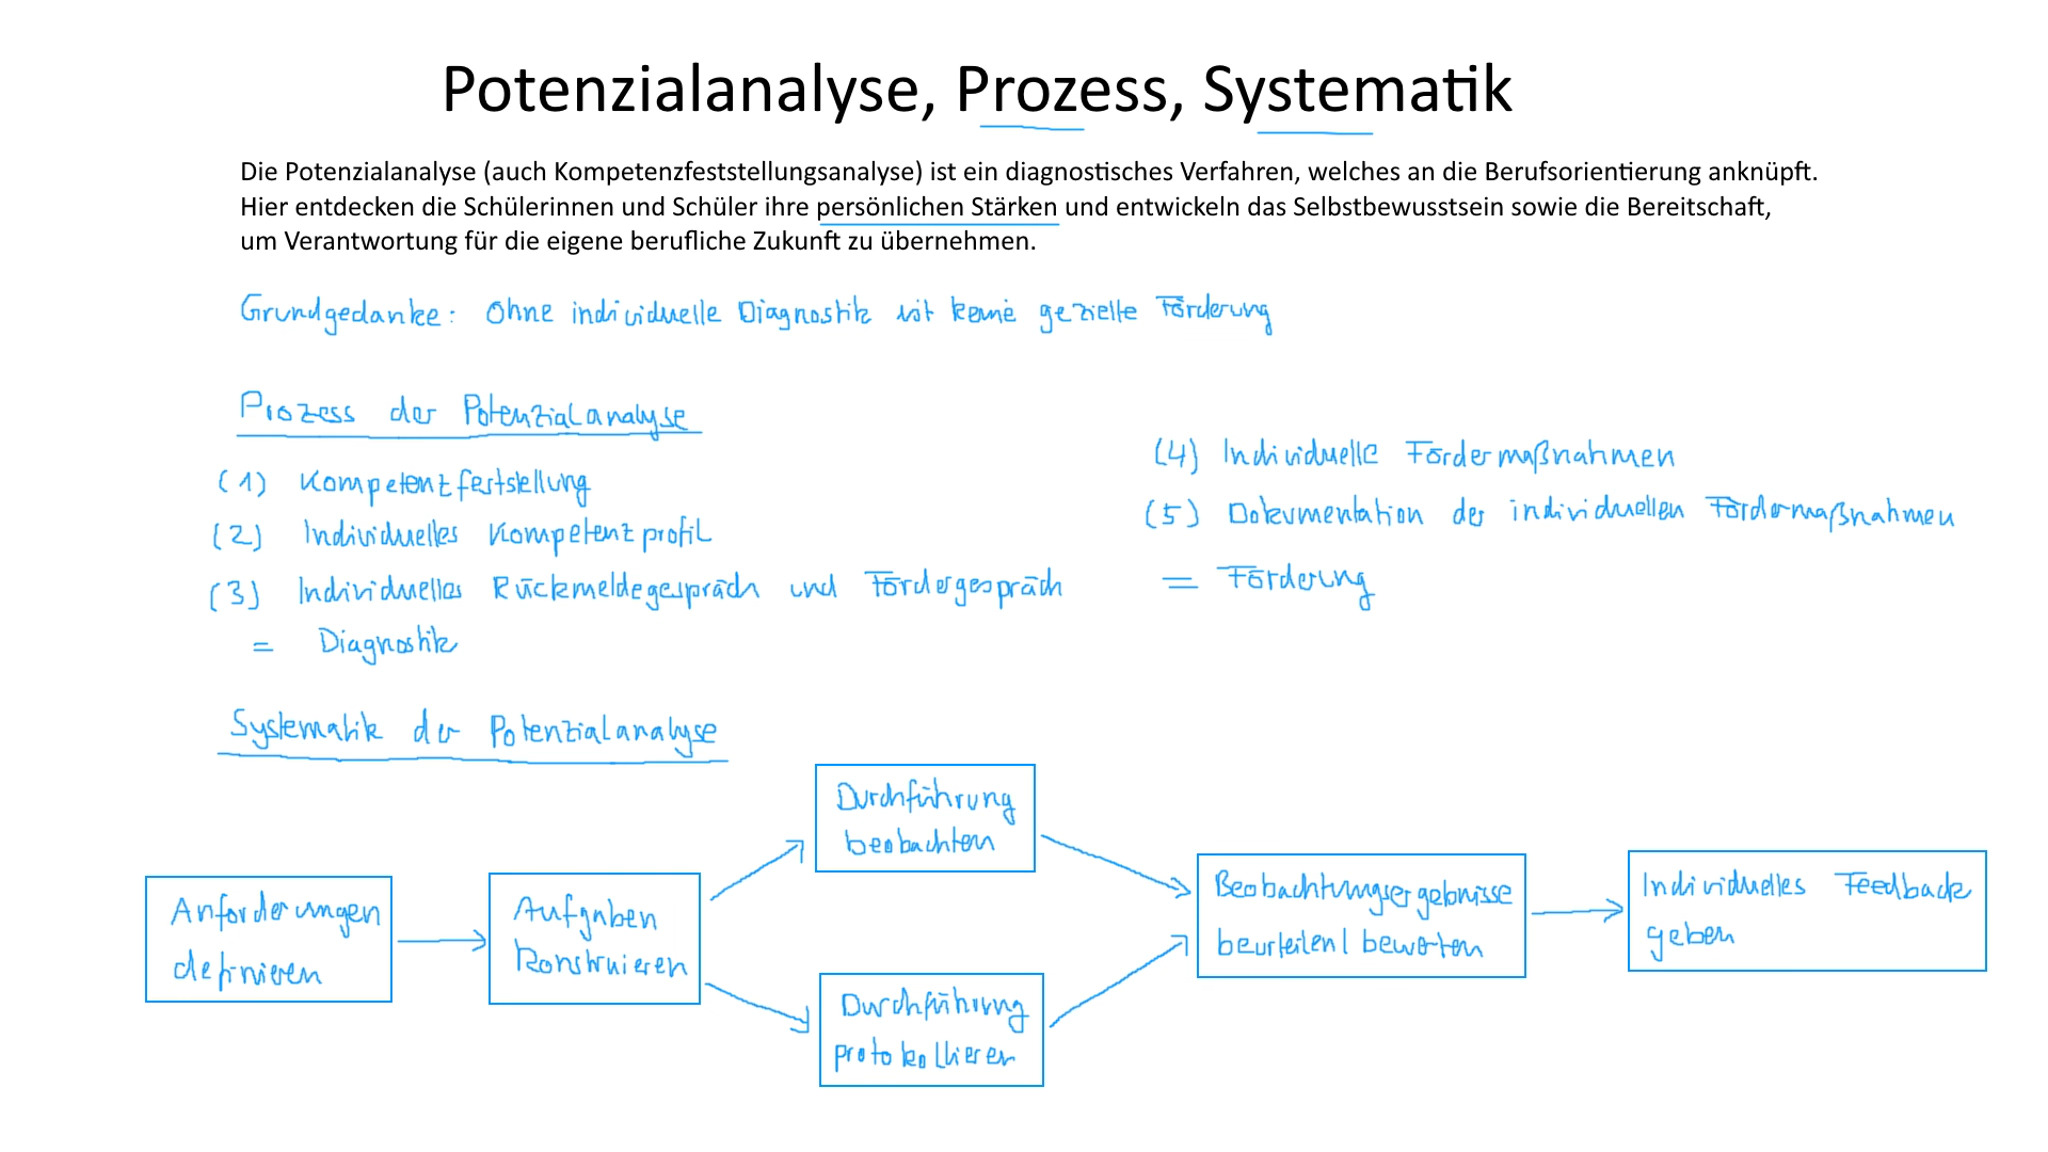 Potenzialanalyse, Prozess, Systematik
Die Potenzialanalyse (auch Kompetenzfeststellungsanalyse) ist ein diagnostisches Verfahren, welches an die Berufsorientierung anknüpft.
Hier entdecken die Schülerinnen und Schüler ihre persönlichen Stärken und entwickeln das Selbstbewusstsein sowie die Bereitschaft,
um Verantwortung für die eigene berufliche Zukunft zu übernehmen.
Grundgedanke: Ohne individuelle Diagnostik ist keine gezielte Förderung
Prozess der Potenzialanalyse
(1) Kompetenzfeststellung
(2) Individuelles Kompetenzprofil
(3) Individuelles Rückmeldegespräch und Fördergespräch
= Diagnostik
(4) Individuelle Fördermaßnahmen
(5) Dokumentation der individuellen Fördermaßnahmen
= Förderung
Systematik der Potenzialanalyse
Anforderungen
definieren
Aufgaben
Konstruieren
Durchführung
beobachten
Durchführung
protokollieren
Beobachtungsergebnisse
beurteilen| bewerten
Individuelles Feedback
geben